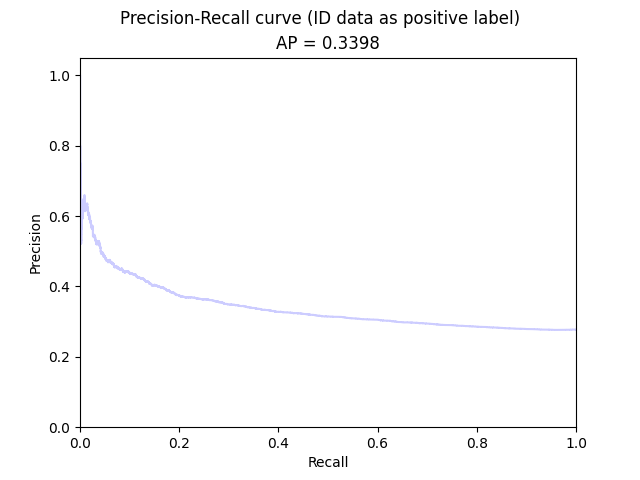 Precision-Recall curve (ID data as positive label)
AP = 0.3398
1.0
0.8
0.6
0.4
0.2
0.0
Precision
0.0 0.2 0.4 0.6 0.8 1.0
Recall